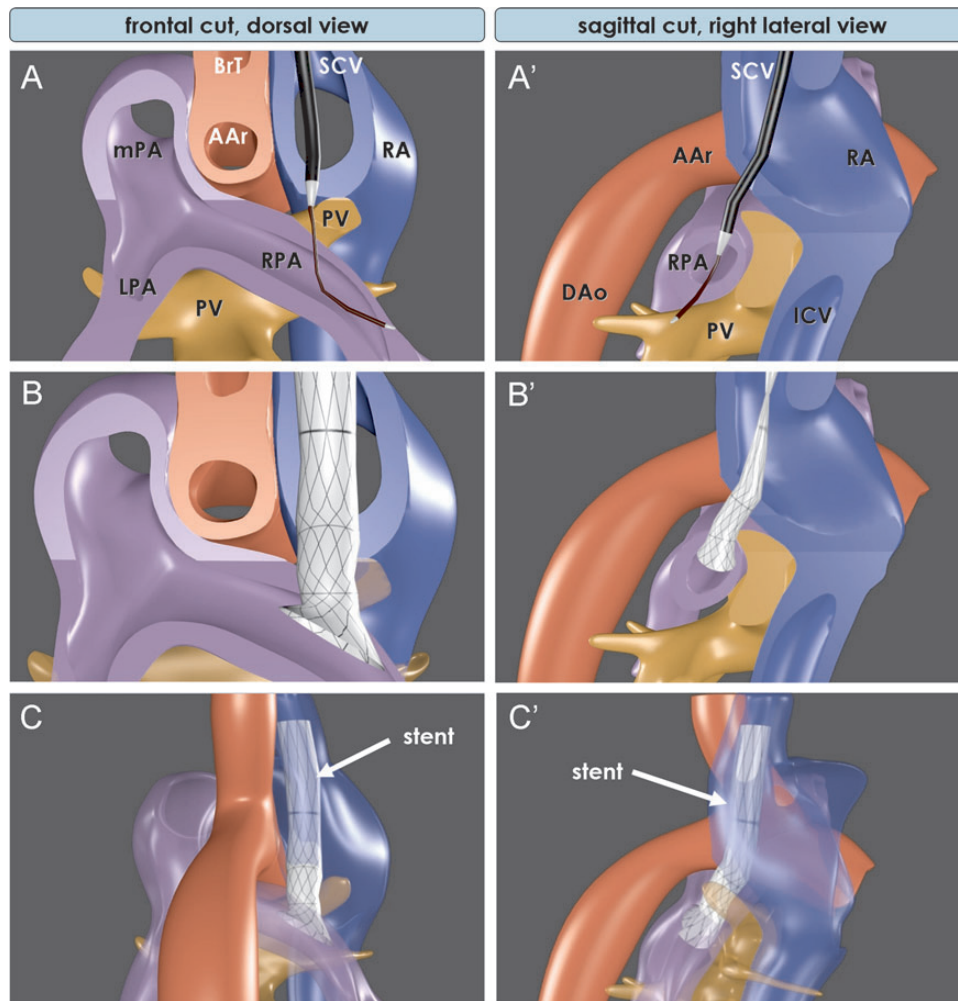 frontal cut, dorsal view
sagittal cut, right lateral view
A
BrT
SCV
mPA
AAr
RA
PV
RPA
LPA
PV
A’
SCV
AAr
RA
RPA
DAo
PV
ICV
B
B’
C
stent
C’
stent